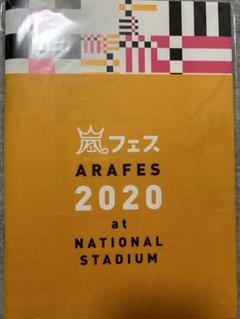 嵐フェス
ARAFES
2020
at
NATIONAL
STADIUM